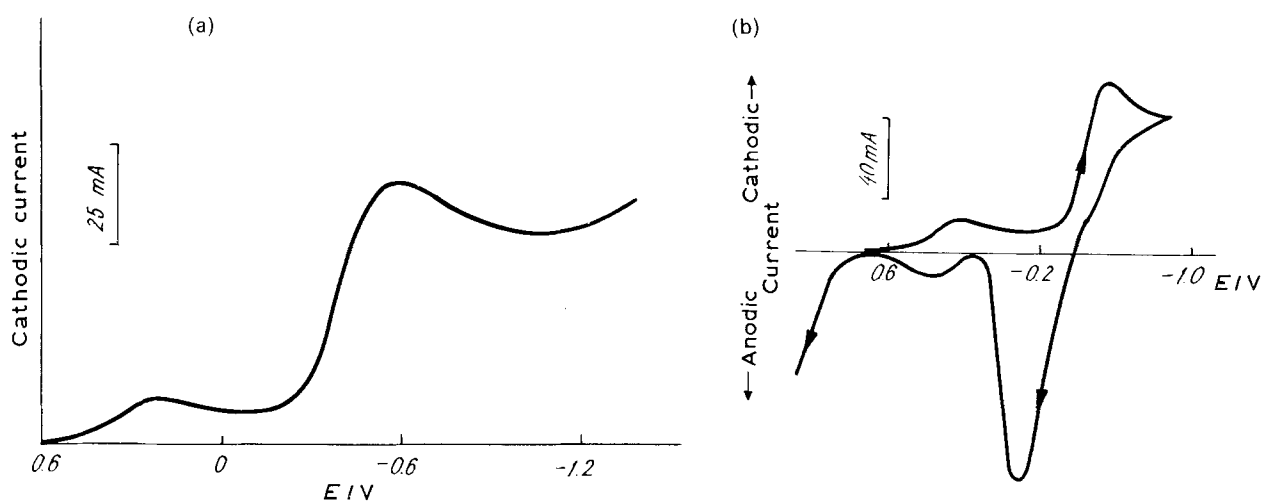 (a)
Cathodic current
25 mA
0.6 0 -0.6 -1.2
E / V
(b)
Anodic Cathodic
Current
40 mA
0.6 -0.2 -1.0 E / V